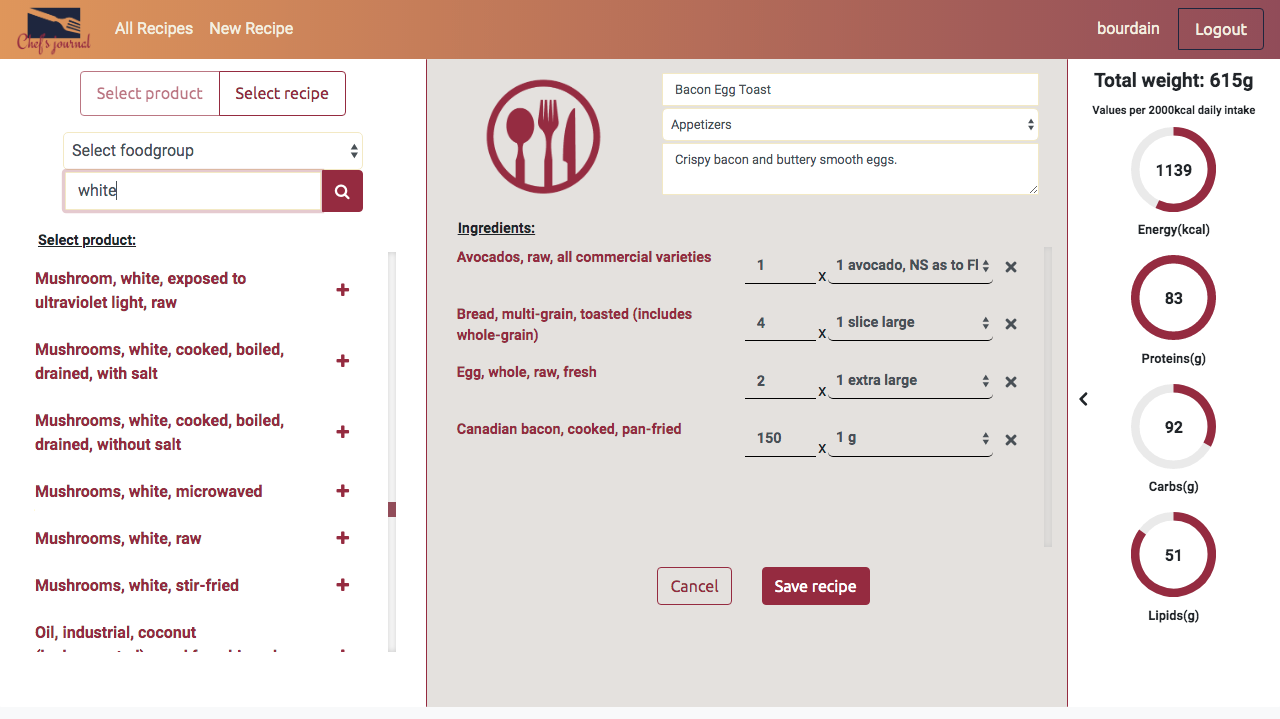 Chef's journal
All Recipes
New Recipe
bourdain
Logout
Select product
Select recipe
Select foodgroup
white
Select product:
Mushroom, white, exposed to
ultraviolet light, raw
Mushrooms, white, cooked, boiled,
drained, with salt
Mushrooms, white, cooked, boiled,
drained, without salt
Mushrooms, white, microwaved
Mushrooms, white, raw
Mushrooms, white, stir-fried
Oil, industrial, coconut
Bacon Egg Toast
Appetizers
Crispy bacon and buttery smooth eggs.
Ingredients:
Avocados, raw, all commercial varieties
1 x 1 avocado, NS as to Fl
Bread, multi-grain, toasted (includes
whole-grain)
4 x 1 slice large
Egg, whole, raw, fresh
2 x 1 extra large
Canadian bacon, cooked, pan-fried
150 x 1 g
Cancel
Save recipe
Total weight: 615g
Values per 2000kcal daily intake
1139
Energy(kcal)
83
Proteins(g)
92
Carbs(g)
51
Lipids(g)